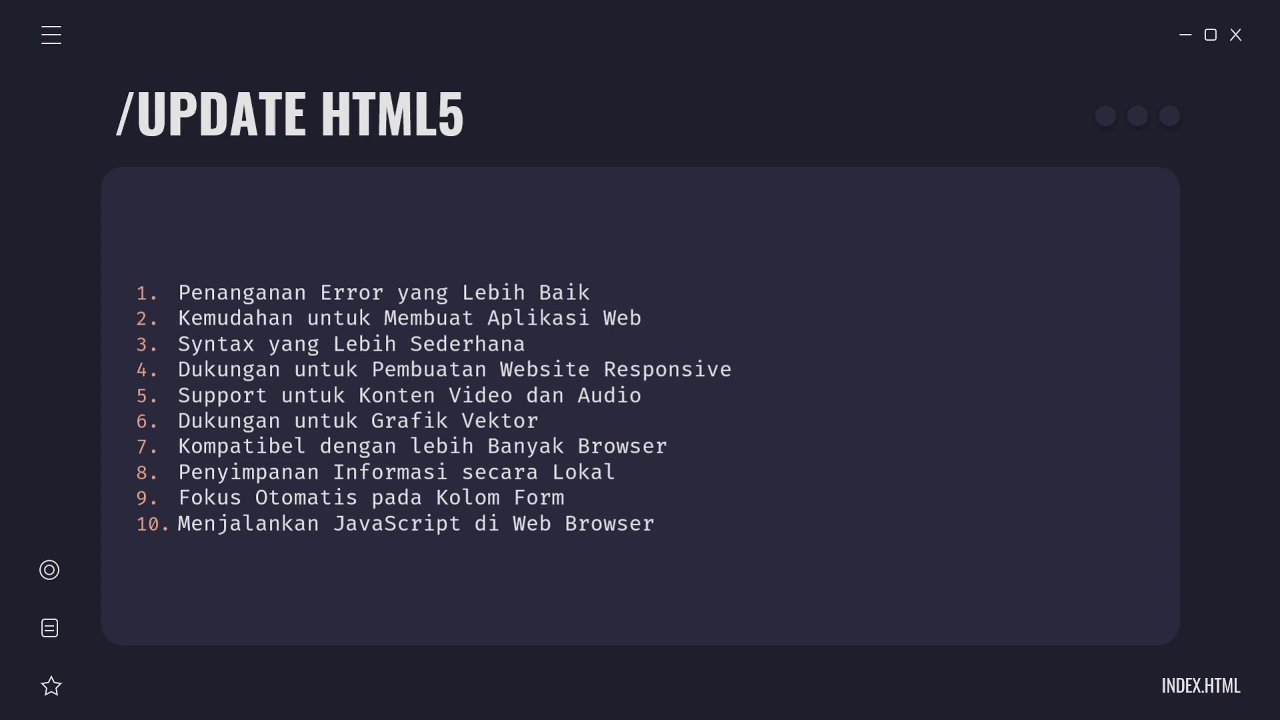 /UPDATE HTML5
1. Penanganan Error yang Lebih Baik
2. Kemudahan untuk Membuat Aplikasi Web
3. Syntax yang Lebih Sederhana
4. Dukungan untuk Pembuatan Website Responsive
5. Support untuk Konten Video dan Audio
6. Dukungan untuk Grafik Vektor
7. Kompatibel dengan lebih Banyak Browser
8. Penyimpanan Informasi secara Lokal
9. Fokus Otomatis pada Kolom Form
10. Menjalankan JavaScript di Web Browser
INDEX.HTML